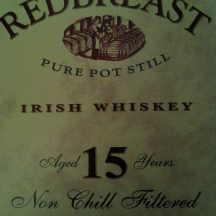 REDBREAST
PURE POT STILL
IRISH WHISKEY
Aged 15 Years
Non Chill Filtered